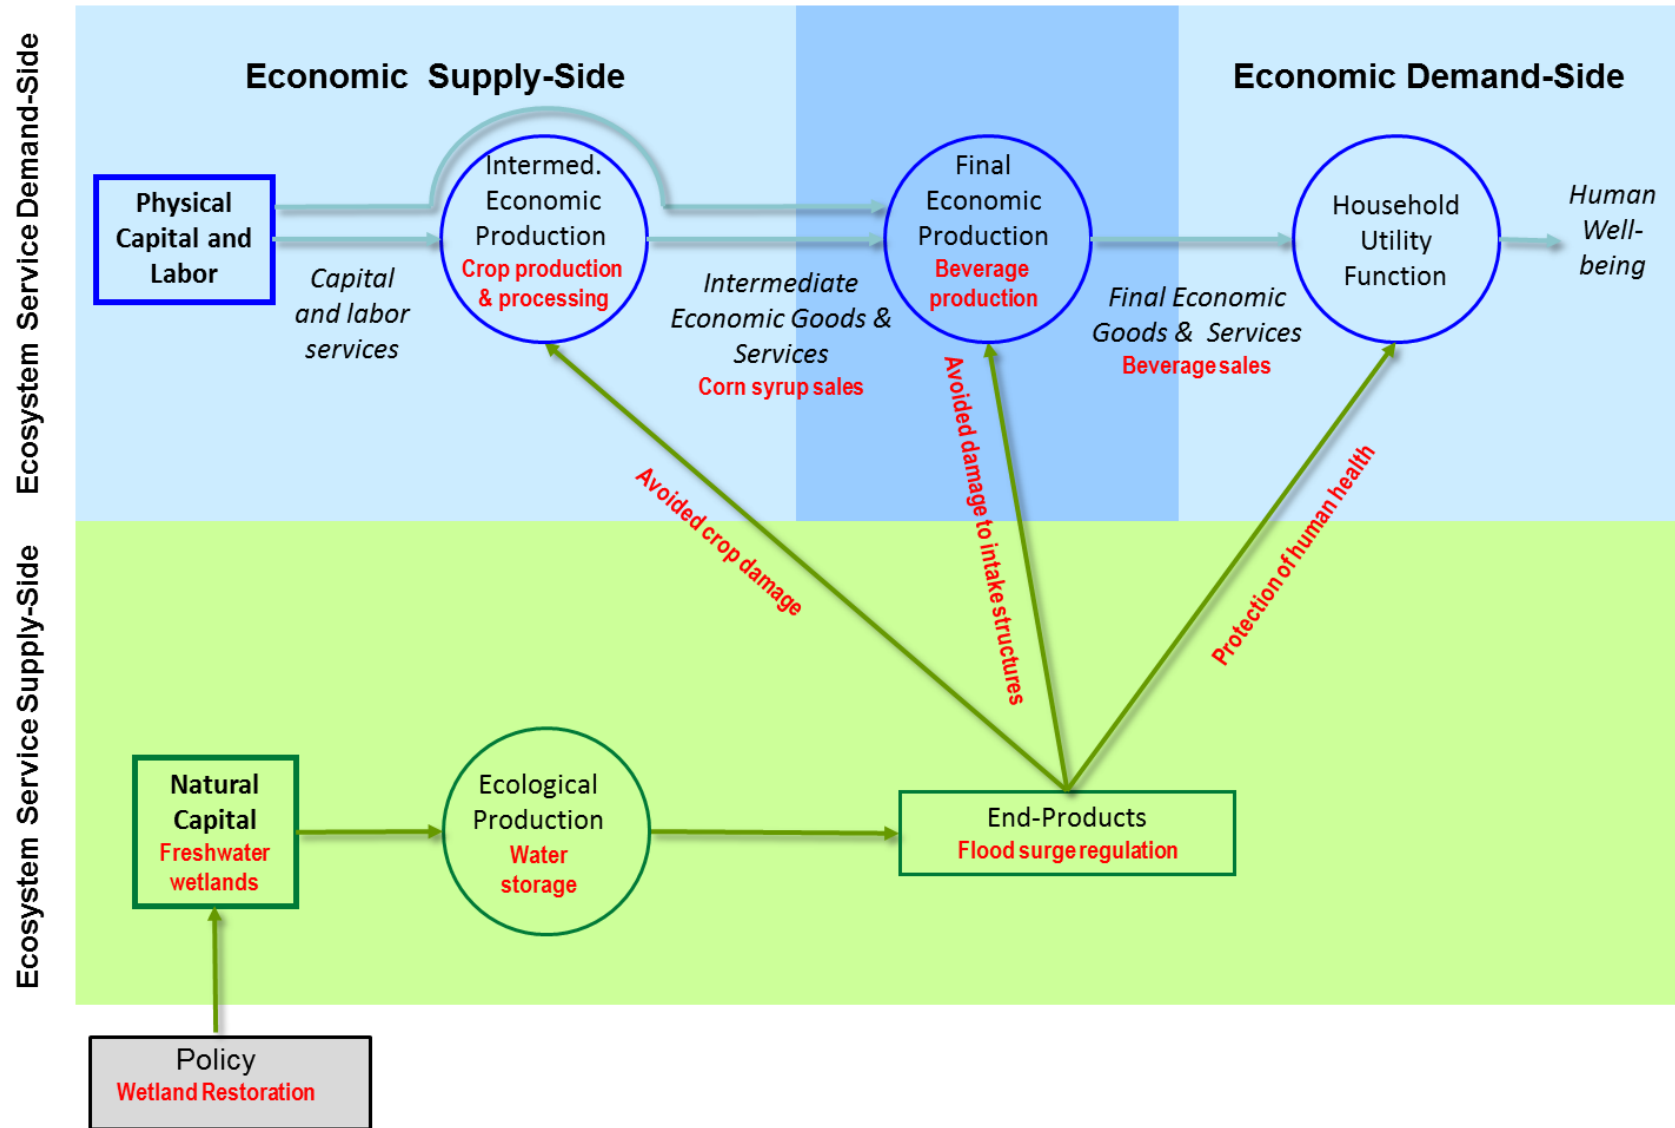 Ecosystem Service Demand-Side
Ecosystem Service Supply-Side
Economic Supply-Side
Economic Demand-Side
Physical
Capital and
Labor
Capital
and labor
services
Intermed.
Economic
Production
Crop production
& processing
Intermediate
Economic Goods &
Services
Corn syrup sales
Final
Economic
Production
Beverage
production
Final Economic
Goods & Services
Beverage sales
Household
Utility
Function
Human
Well-
being
Avoided crop damage
Avoided damage to intake structures
Protection of human health
Natural
Capital
Freshwater
wetlands
Ecological
Production
Water
storage
End-Products
Flood surge regulation
Policy
Wetland Restoration